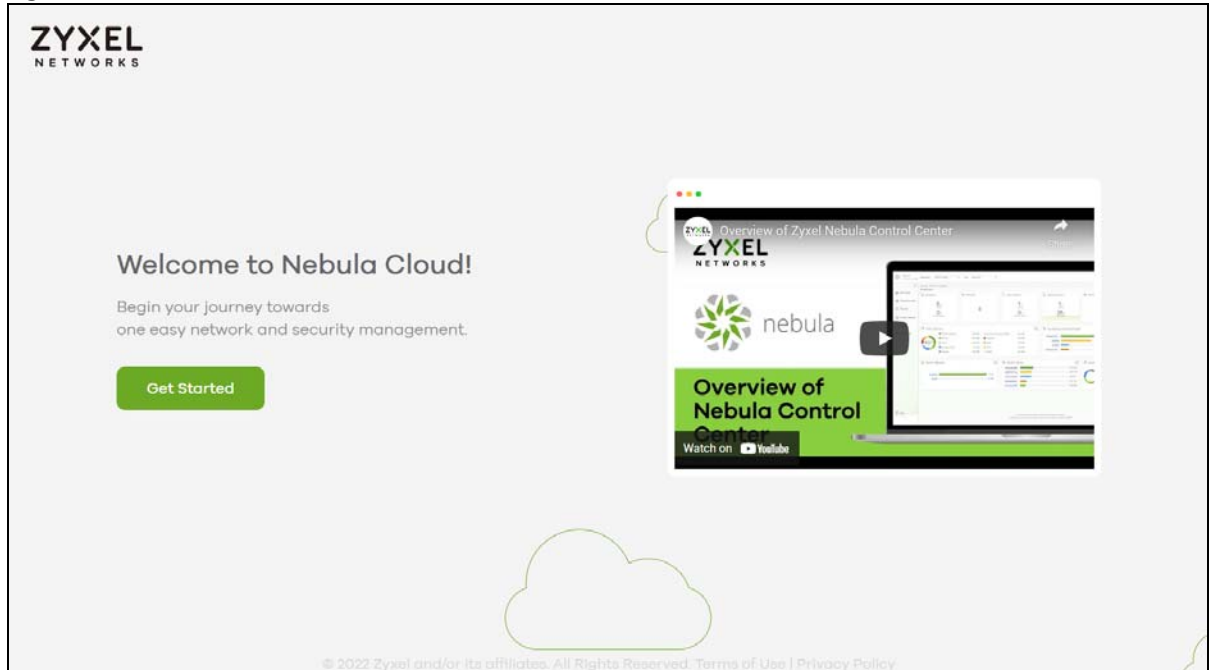 ZYXEL
NETWORKS
Welcome to Nebula Cloud!
Begin your journey towards
one easy network and security management.
Get Started
ZYXEL
Overview of Zyxel Nebula Control Center
Share
ZYXEL
NETWORKS
nebula
Overview of
Nebula Control
Center
Watch on YouTube
© 2022 Zyxel and/or its affiliates. All Rights Reserved. Terms of Use | Privacy Policy